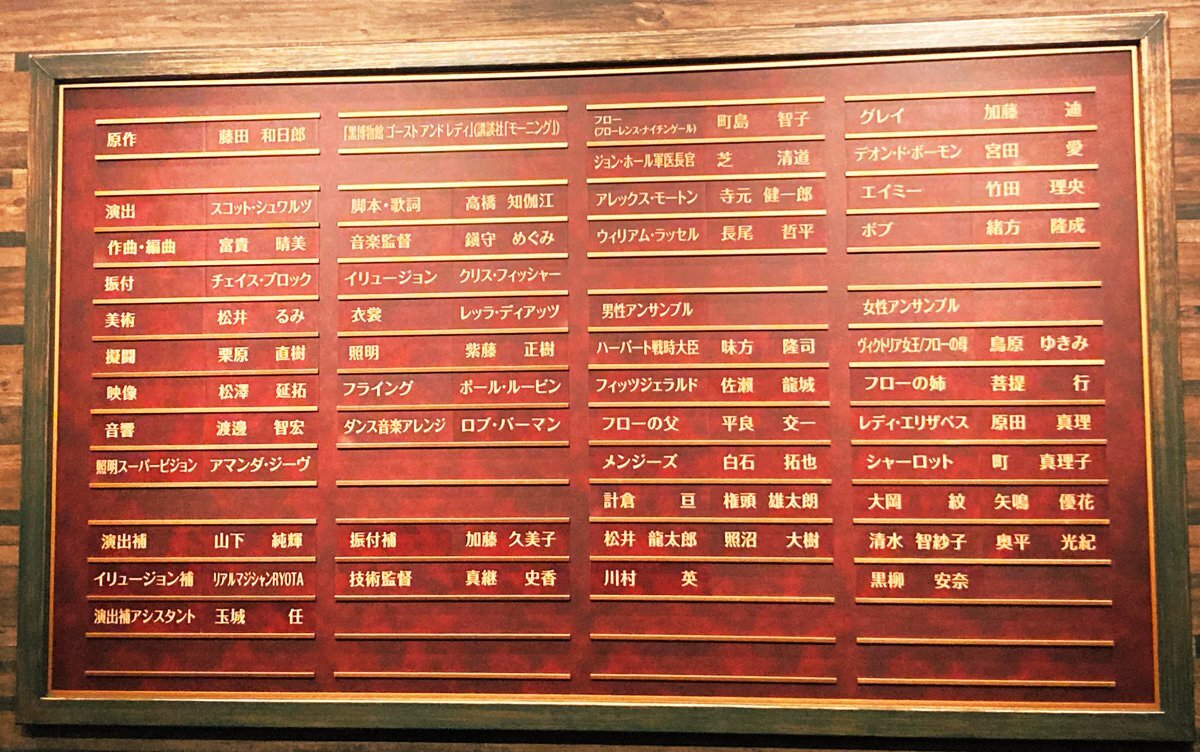 原作 藤田 和日郎
『黒博物館 ゴースト アンド レディ』(講談社「モーニング」)
演出 スコット・シュワルツ
脚本・歌詞 高橋 知伽江
作曲・編曲 富貴 晴美
音楽監督 鎭守 めぐみ
振付 チェイス・ブロック
イリュージョン クリス・フィッシャー
美術 松井 るみ
衣裳 レッラ・ディアッツ
擬闘 栗原 直樹
照明 紫藤 正樹
映像 松澤 延拓
フライング ポール・ルービン
音響 渡邊 智宏
ダンス音楽アレンジ ロブ・バーマン
照明スーパービジョン アマンダ・ジーヴ
演出補 山下 純輝
振付補 加藤 久美子
イリュージョン補 リアルマジシャンRYOTA
技術監督 真継 史香
演出補アシスタント 玉城 任
フロー
(フローレンス・ナイチンゲール) 町島 智子
グレイ 加藤 迪
ジョン・ホール軍医長官 芝 清道
デオン・ド・ボーモン 宮田 愛
アレックス・モートン 寺元 健一郎
エイミー 竹田 理央
ウィリアム・ラッセル 長尾 哲平
ボブ 緒方 隆成
男性アンサンブル
ハーバート戦時大臣 味方 隆司
フィッツジェラルド 佐瀬 龍城
フローの父 平良 交一
メンジーズ 白石 拓也
計倉 亘 権頭 雄太朗
松井 龍太郎 照沼 大樹
川村 英
女性アンサンブル
ヴィクトリア女王/フローの母 鳥原 ゆきみ
フローの姉 菩提 行
レディ・エリザベス 原田 真理
シャーロット 町 真理子
大岡 紋 矢鳴 優花
清水 智紗子 奥平 光紀
黒柳 安奈